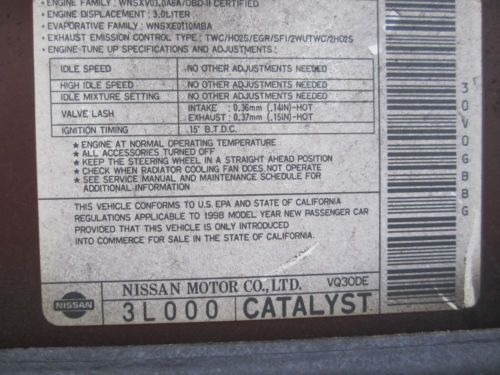 • ENGINE FAMILY : WNSXV03.0A8A/OBD-II CERTIFIED
• ENGINE DISPLACEMENT : 3.0LITER
• EVAPORATIVE FAMILY : WNSXE0110MBA
• EXHAUST EMISSION CONTROL TYPE : TWC/HO2S/EGR/SFI/2WUTWC/2HO2S
• ENGINE TUNE UP SPECIFICATIONS AND ADJUSTMENTS :
IDLE SPEED NO OTHER ADJUSTMENTS NEEDED
HIGH IDLE SPEED NO OTHER ADJUSTMENTS NEEDED
IDLE MIXTURE SETTING NO OTHER ADJUSTMENTS NEEDED
VALVE LASH INTAKE : 0.36mm (.14IN)-HOT
EXHAUST : 0.37mm (.15IN)-HOT
IGNITION TIMING 15° B.T.D.C.
★ ENGINE AT NORMAL OPERATING TEMPERATURE
★ ALL ACCESSORIES TURNED OFF
★ KEEP THE STEERING WHEEL IN A STRAIGHT AHEAD POSITION
★ CHECK WHEN RADIATOR COOLING FAN DOES NOT OPERATE
★ SEE SERVICE MANUAL AND MAINTENANCE SCHEDULE FOR
ADDITIONAL INFORMATION
THIS VEHICLE CONFORMS TO U.S. EPA AND STATE OF CALIFORNIA
REGULATIONS APPLICABLE TO 1998 MODEL YEAR NEW PASSENGER CAR
PROVIDED THAT THIS VEHICLE IS ONLY INTRODUCED
INTO COMMERCE FOR SALE IN THE STATE OF CALIFORNIA.
NISSAN
NISSAN MOTOR CO., LTD. VQ30DE
3L000 CATALYST
30V0GBBG